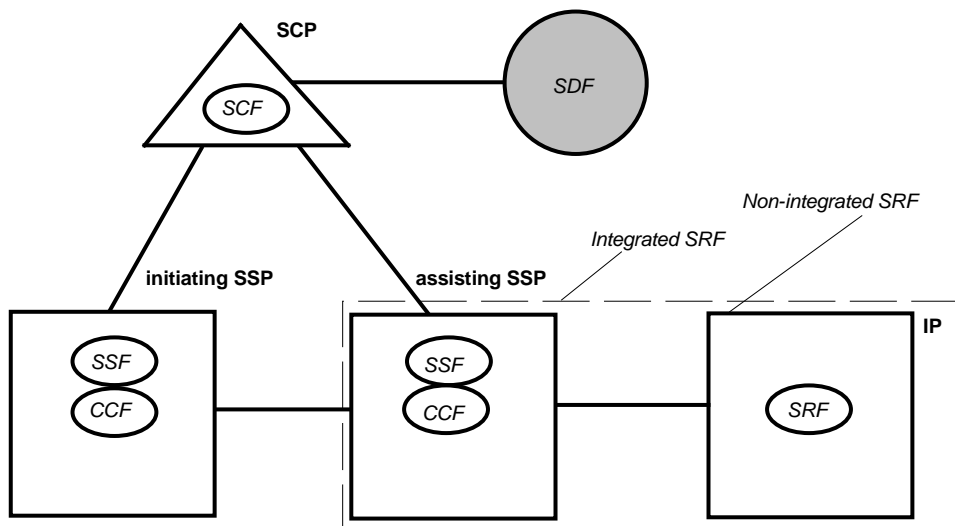 SCP
SDF
SCF
Non-integrated SRF
Integrated SRF
initiating SSP
assisting SSP
IP
SSF
SSF
CCF
CCF
SRF